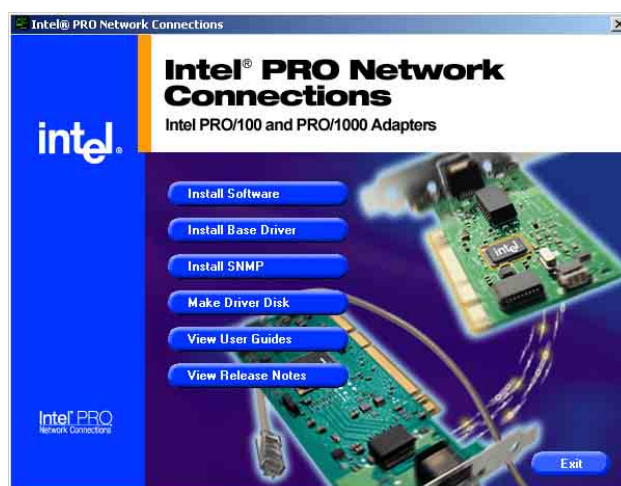 Intel® PRO Network Connections
Intel® PRO Network
Connections
Intel PRO/100 and PRO/1000 Adapters
intel®
Install Software
Install Base Driver
Install SNMP
Make Driver Disk
View User Guides
View Release Notes
intel
Intel® PRO
Network Connections
Exit